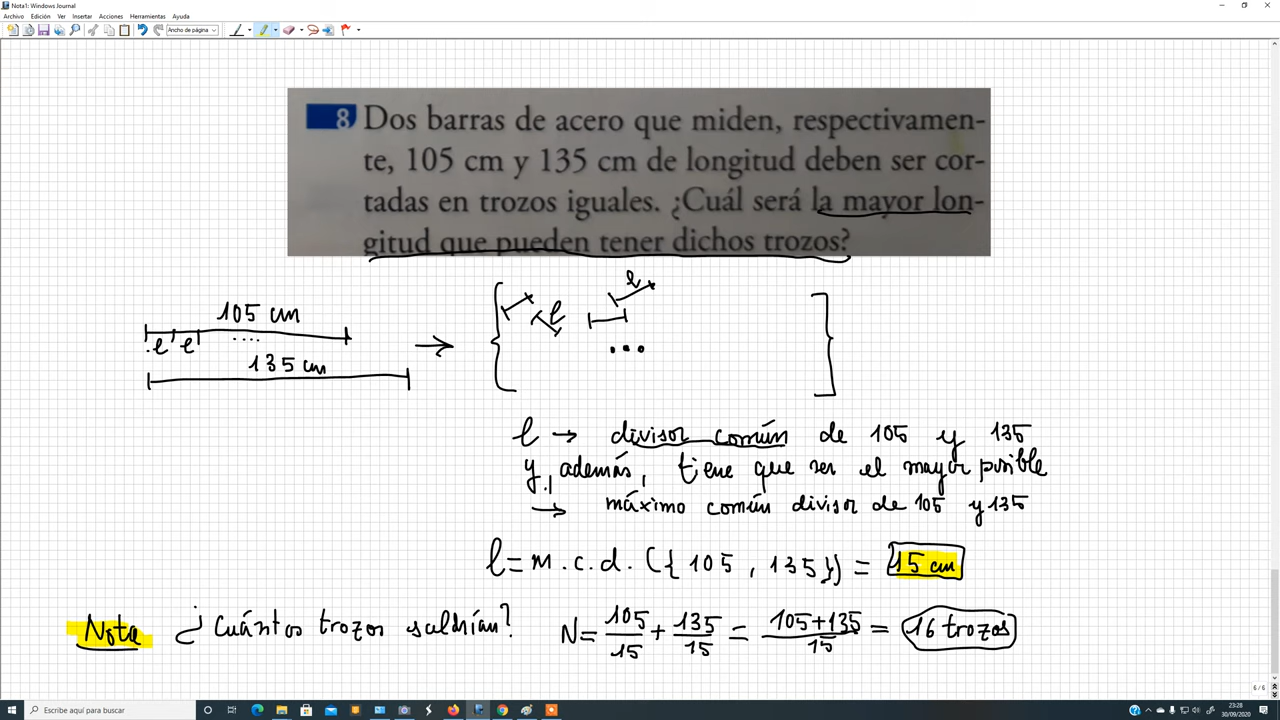 Nota1: Windows Journal
Archivo Edición Ver Insertar Acciones Herramientas Ayuda
Ancho de página
8 Dos barras de acero que miden, respectivamen-
te, 105 cm y 135 cm de longitud deben ser cor-
tadas en trozos iguales. ¿Cuál será la mayor lon-
gitud que pueden tener dichos trozos?
105 cm
l l ....
135 cm
→ { l l ... }
l → divisor común de 105 y 135
y, además, tiene que ser el mayor posible
→ máximo común divisor de 105 y 135
l = m.c.d. ({105, 135}) = 15 cm
Nota ¿Cuántos trozos saldrían? N = 105/15 + 135/15 = (105+135)/15 = 16 trozos
6 / 6
Escribe aquí para buscar
23:28
30/09/2020